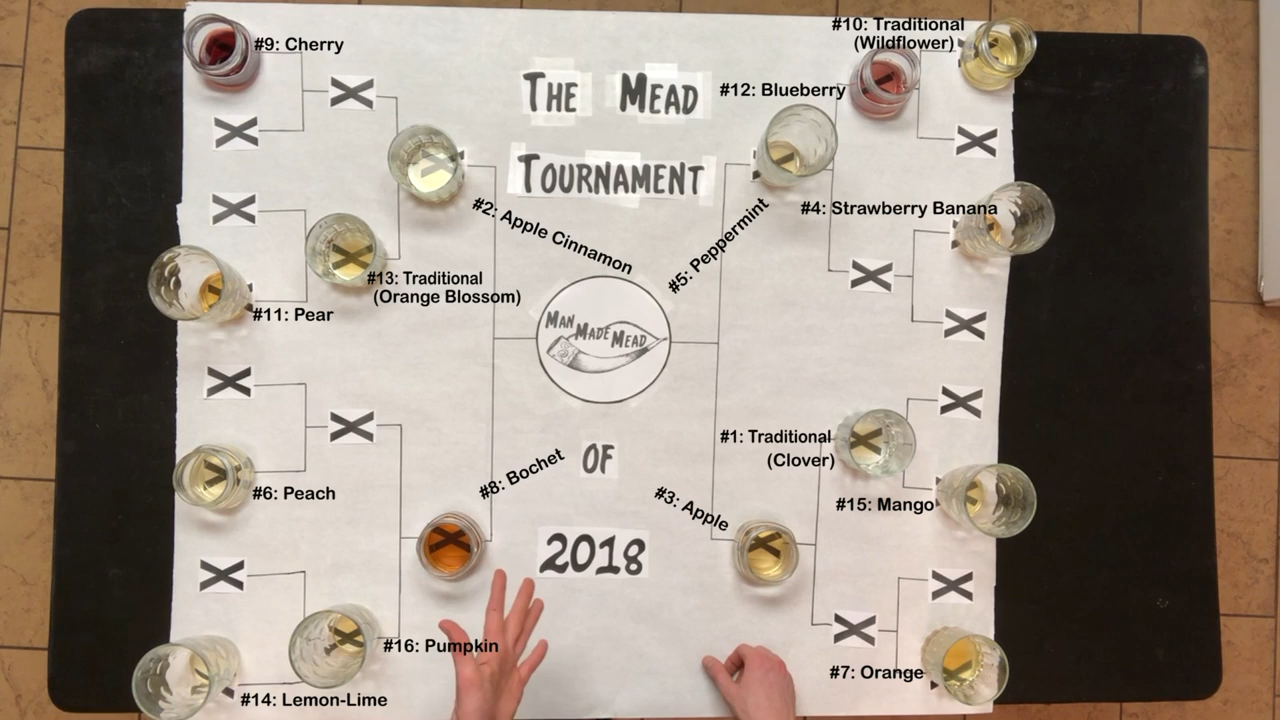 THE MEAD
TOURNAMENT
OF
2018
MAN
MADE
MEAD
#9: Cherry
#2: Apple Cinnamon
#13: Traditional
(Orange Blossom)
#11: Pear
#6: Peach
#8: Bochet
#16: Pumpkin
#14: Lemon-Lime
#10: Traditional
(Wildflower)
#12: Blueberry
#4: Strawberry Banana
#5: Peppermint
#1: Traditional
(Clover)
#15: Mango
#3: Apple
#7: Orange
X
X
X
X
X
X
X
X
X
X
X
X